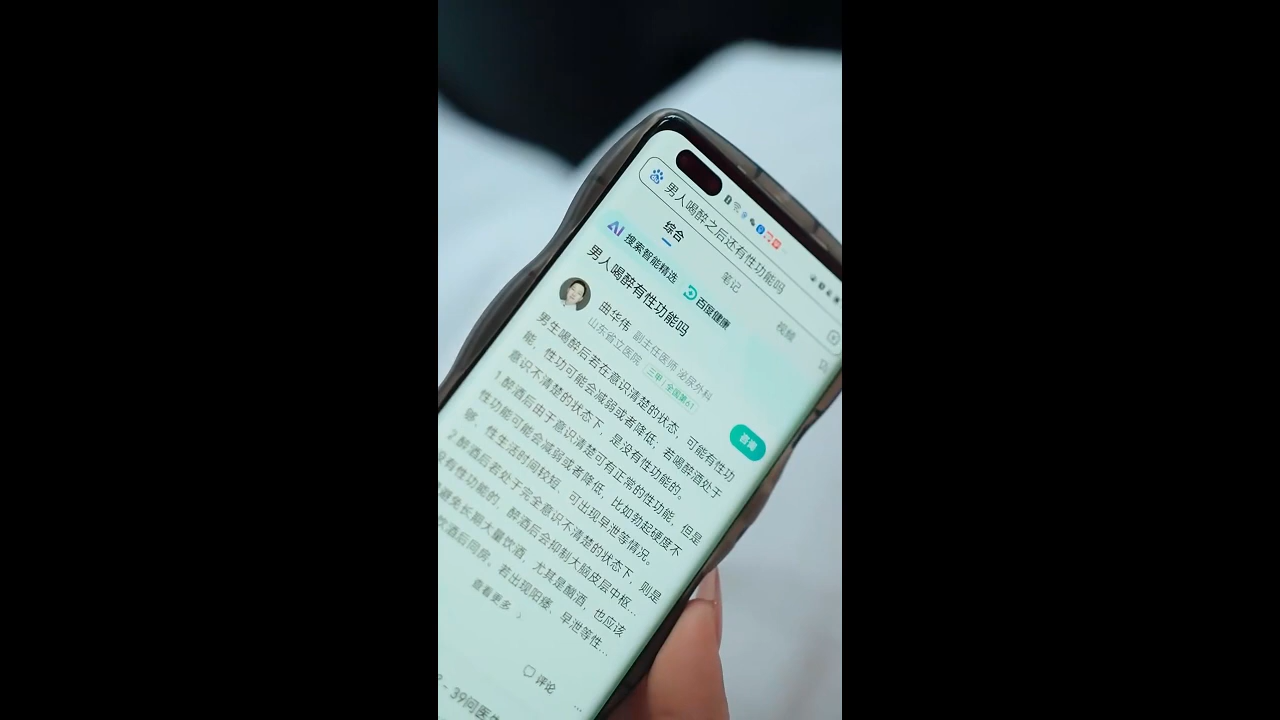 男人喝醉之后还有性功能吗
综合
笔记
视频
AI 搜索智能精选 百度健康
男人喝醉有性功能吗
曲华伟 副主任医师 泌尿外科
山东省立医院 三甲 全国第61
咨询
男生喝醉后若在意识清楚的状态，可能有性功
能，性功可能会减弱或者降低；若喝醉酒处于
意识不清楚的状态下，是没有性功能的。
1.醉酒后由于意识清楚可有正常的性功能，但是
性功能可能会减弱或者降低，比如勃起硬度不
够，性生活时间较短、可出现早泄等情况。
2.醉酒后若处于完全意识不清楚的状态下，则是
没有性功能的，醉酒后会抑制大脑皮层中枢...
避免长期大量饮酒，尤其是酗酒，也应该
饮酒后同房，若出现阳痿、早泄等性...
查看更多
评论
39问医生